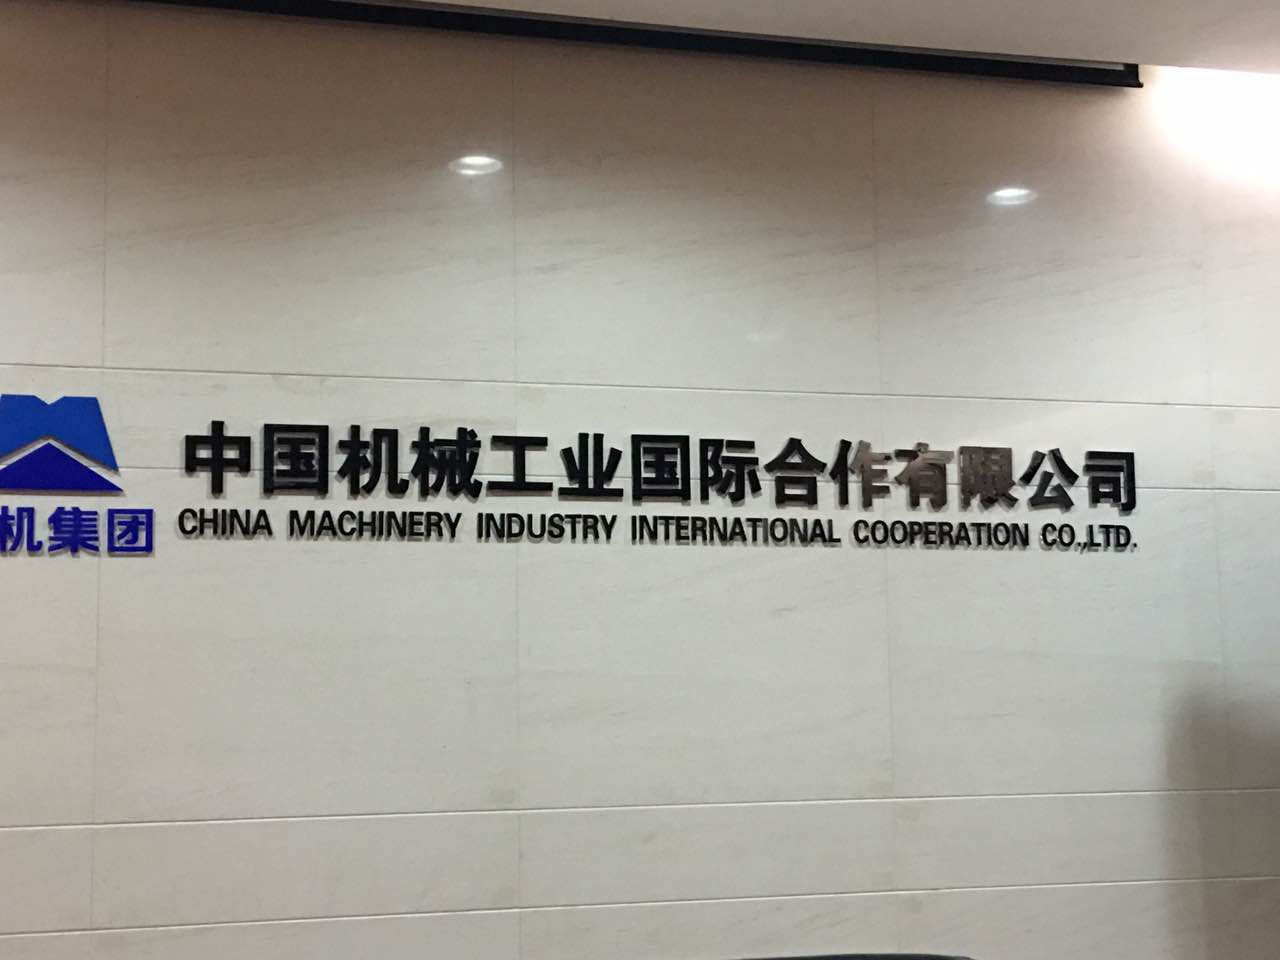 中国机械工业国际合作有限公司
机集团
CHINA MACHINERY INDUSTRY INTERNATIONAL COOPERATION CO.,LTD.